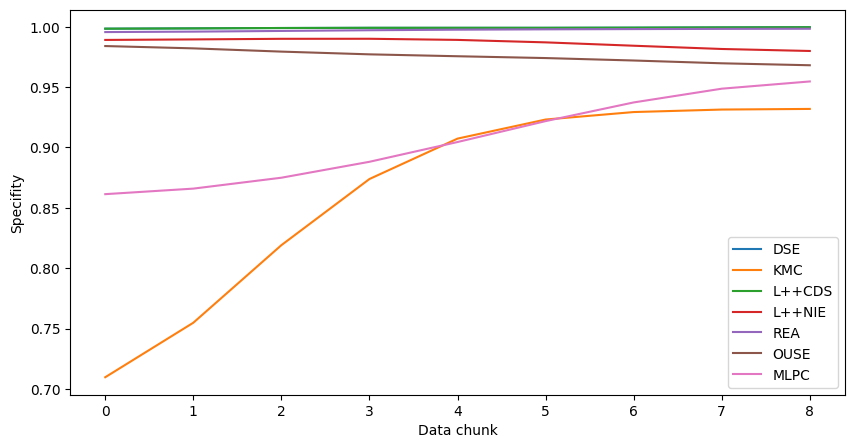 1.00
0.95
0.90
0.85
0.80
0.75
0.70
Specifity
0 1 2 3 4 5 6 7 8
Data chunk
DSE
KMC
L++CDS
L++NIE
REA
OUSE
MLPC